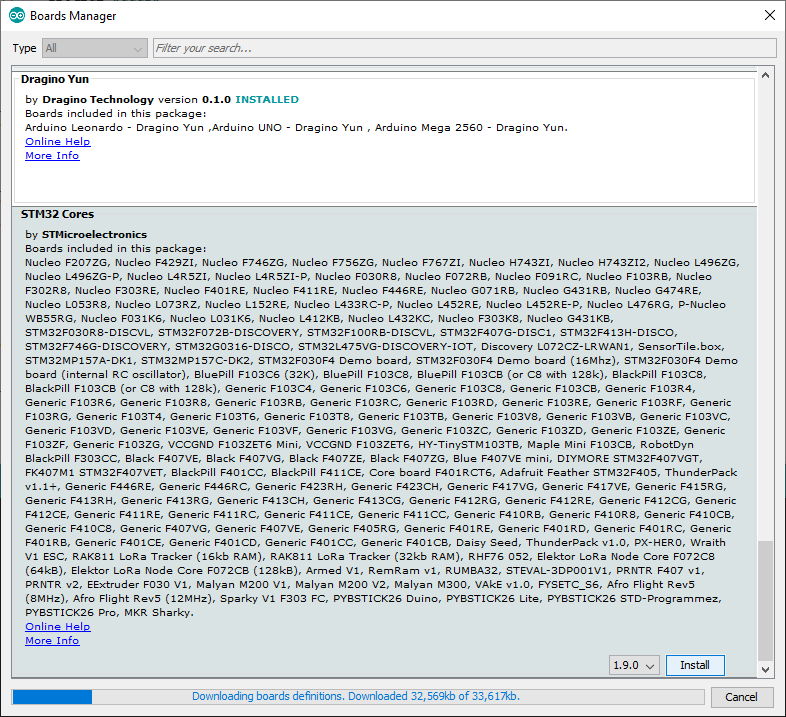 Boards Manager
Type All Filter your search...
Dragino Yun
by Dragino Technology version 0.1.0 INSTALLED
Boards included in this package:
Arduino Leonardo - Dragino Yun ,Arduino UNO - Dragino Yun , Arduino Mega 2560 - Dragino Yun.
Online Help
More Info
STM32 Cores
by STMicroelectronics
Boards included in this package:
Nucleo F207ZG, Nucleo F429ZI, Nucleo F746ZG, Nucleo F756ZG, Nucleo F767ZI, Nucleo H743ZI, Nucleo H743ZI2, Nucleo L496ZG,
Nucleo L496ZG-P, Nucleo L4R5ZI, Nucleo L4R5ZI-P, Nucleo F030R8, Nucleo F072RB, Nucleo F091RC, Nucleo F103RB, Nucleo
F302R8, Nucleo F303RE, Nucleo F401RE, Nucleo F411RE, Nucleo F446RE, Nucleo G071RB, Nucleo G431RB, Nucleo G474RE,
Nucleo L053R8, Nucleo L073RZ, Nucleo L152RE, Nucleo L433RC-P, Nucleo L452RE, Nucleo L452RE-P, Nucleo L476RG, P-Nucleo
WB55RG, Nucleo F031K6, Nucleo L031K6, Nucleo L412KB, Nucleo L432KC, Nucleo F303K8, Nucleo G431KB,
STM32F030R8-DISCVL, STM32F072B-DISCOVERY, STM32F100RB-DISCVL, STM32F407G-DISC1, STM32F413H-DISCO,
STM32F746G-DISCOVERY, STM32G0316-DISCO, STM32L475VG-DISCOVERY-IOT, Discovery L072CZ-LRWAN1, SensorTile.box,
STM32MP157A-DK1, STM32MP157C-DK2, STM32F030F4 Demo board, STM32F030F4 Demo board (16Mhz), STM32F030F4 Demo
board (internal RC oscillator), BluePill F103C6 (32K), BluePill F103C8, BluePill F103CB (or C8 with 128k), BlackPill F103C8,
BlackPill F103CB (or C8 with 128k), Generic F103C4, Generic F103C6, Generic F103C8, Generic F103CB, Generic F103R4,
Generic F103R6, Generic F103R8, Generic F103RB, Generic F103RC, Generic F103RD, Generic F103RE, Generic F103RF, Generic
F103RG, Generic F103T4, Generic F103T6, Generic F103T8, Generic F103TB, Generic F103V8, Generic F103VB, Generic F103VC,
Generic F103VD, Generic F103VE, Generic F103VF, Generic F103VG, Generic F103ZC, Generic F103ZD, Generic F103ZE, Generic
F103ZF, Generic F103ZG, VCCGND F103ZET6 Mini, VCCGND F103ZET6, HY-TinySTM103TB, Maple Mini F103CB, RobotDyn
BlackPill F303CC, Black F407VE, Black F407VG, Black F407ZE, Black F407ZG, Blue F407VE mini, DIYMORE STM32F407VGT,
FK407M1 STM32F407VET, BlackPill F401CC, BlackPill F411CE, Core board F401RCT6, Adafruit Feather STM32F405, ThunderPack
v1.1+, Generic F446RE, Generic F446RC, Generic F423RH, Generic F423CH, Generic F417VG, Generic F417VE, Generic F415RG,
Generic F413RH, Generic F413RG, Generic F413CH, Generic F413CG, Generic F412RG, Generic F412RE, Generic F412CG, Generic
F412CE, Generic F411RE, Generic F411RC, Generic F411CE, Generic F411CC, Generic F410RB, Generic F410R8, Generic F410CB,
Generic F410C8, Generic F407VG, Generic F407VE, Generic F405RG, Generic F401RE, Generic F401RD, Generic F401RC, Generic
F401RB, Generic F401CE, Generic F401CD, Generic F401CC, Generic F401CB, Daisy Seed, ThunderPack v1.0, PX-HER0, Wraith
V1 ESC, RAK811 LoRa Tracker (16kb RAM), RAK811 LoRa Tracker (32kb RAM), RHF76 052, Elektor LoRa Node Core F072C8
(64kB), Elektor LoRa Node Core F072CB (128kB), Armed V1, RemRam v1, RUMBA32, STEVAL-3DP001V1, PRNTR F407 v1,
PRNTR v2, EExtruder F030 V1, Malyan M200 V1, Malyan M200 V2, Malyan M300, VAkE v1.0, FYSETC_S6, Afro Flight Rev5
(8MHz), Afro Flight Rev5 (12MHz), Sparky V1 F303 FC, PYBSTICK26 Duino, PYBSTICK26 Lite, PYBSTICK26 STD-Programmez,
PYBSTICK26 Pro, MKR Sharky.
Online Help
More Info
1.9.0 Install
Downloading boards definitions. Downloaded 32,569kb of 33,617kb. Cancel